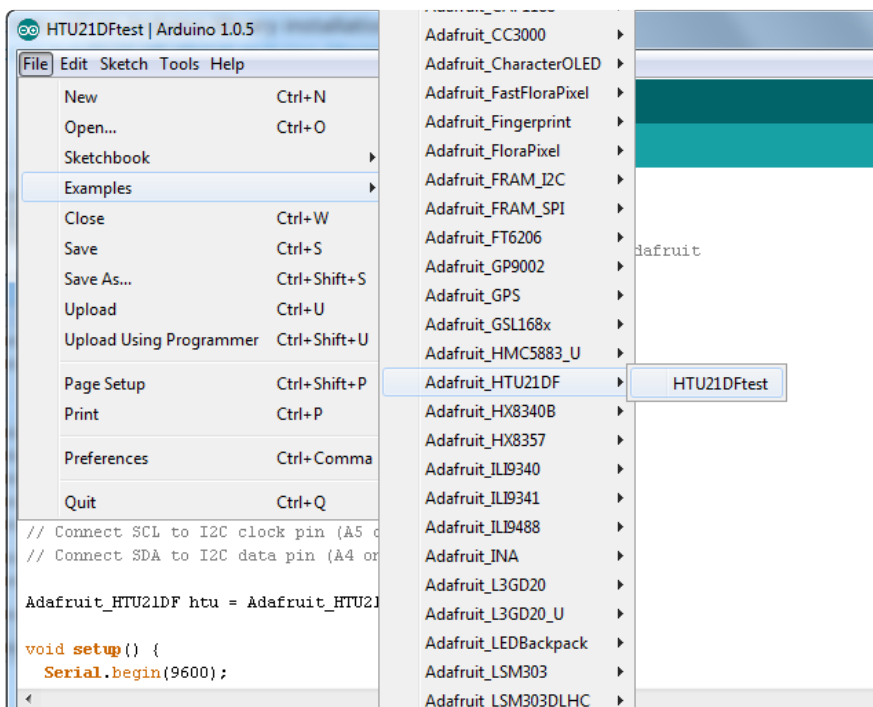 HTU21DFtest | Arduino 1.0.5
File Edit Sketch Tools Help
New Ctrl+N
Open... Ctrl+O
Sketchbook
Examples
Close Ctrl+W
Save Ctrl+S
Save As... Ctrl+Shift+S
Upload Ctrl+U
Upload Using Programmer Ctrl+Shift+U
Page Setup Ctrl+Shift+P
Print Ctrl+P
Preferences Ctrl+Comma
Quit Ctrl+Q
Adafruit_CC3000
Adafruit_CharacterOLED
Adafruit_FastFloraPixel
Adafruit_Fingerprint
Adafruit_FloraPixel
Adafruit_FRAM_I2C
Adafruit_FRAM_SPI
Adafruit_FT6206
Adafruit_GP9002
Adafruit_GPS
Adafruit_GSL168x
Adafruit_HMC5883_U
Adafruit_HTU21DF
Adafruit_HX8340B
Adafruit_HX8357
Adafruit_ILI9340
Adafruit_ILI9341
Adafruit_ILI9488
Adafruit_INA
Adafruit_L3GD20
Adafruit_L3GD20_U
Adafruit_LEDBackpack
Adafruit_LSM303
Adafruit_LSM303DLHC
HTU21DFtest
dafruit
// Connect SCL to I2C clock pin (A5
// Connect SDA to I2C data pin (A4 on
Adafruit_HTU21DF htu = Adafruit_HTU21
void setup() {
Serial.begin(9600);